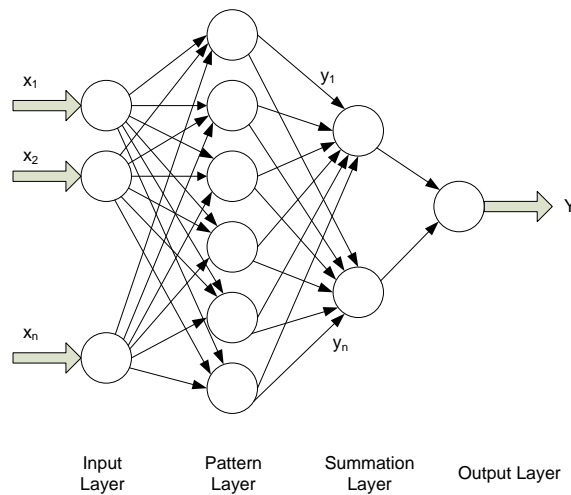 x1
y1
x2
Y
xn
yn
Input Layer
Pattern Layer
Summation Layer
Output Layer